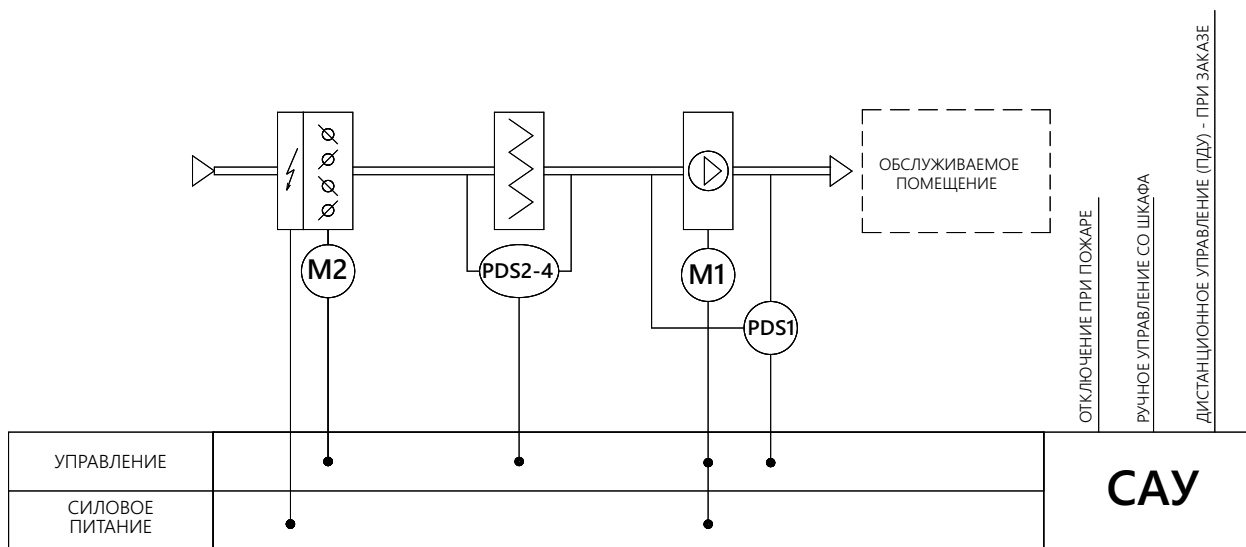 ОБСЛУЖИВАЕМОЕ
ПОМЕЩЕНИЕ
M2
PDS2-4
M1
PDS1
ОТКЛЮЧЕНИЕ ПРИ ПОЖАРЕ
РУЧНОЕ УПРАВЛЕНИЕ СО ШКАФА
ДИСТАНЦИОННОЕ УПРАВЛЕНИЕ (ПДУ) - ПРИ ЗАКАЗЕ
УПРАВЛЕНИЕ
СИЛОВОЕ
ПИТАНИЕ
САУ